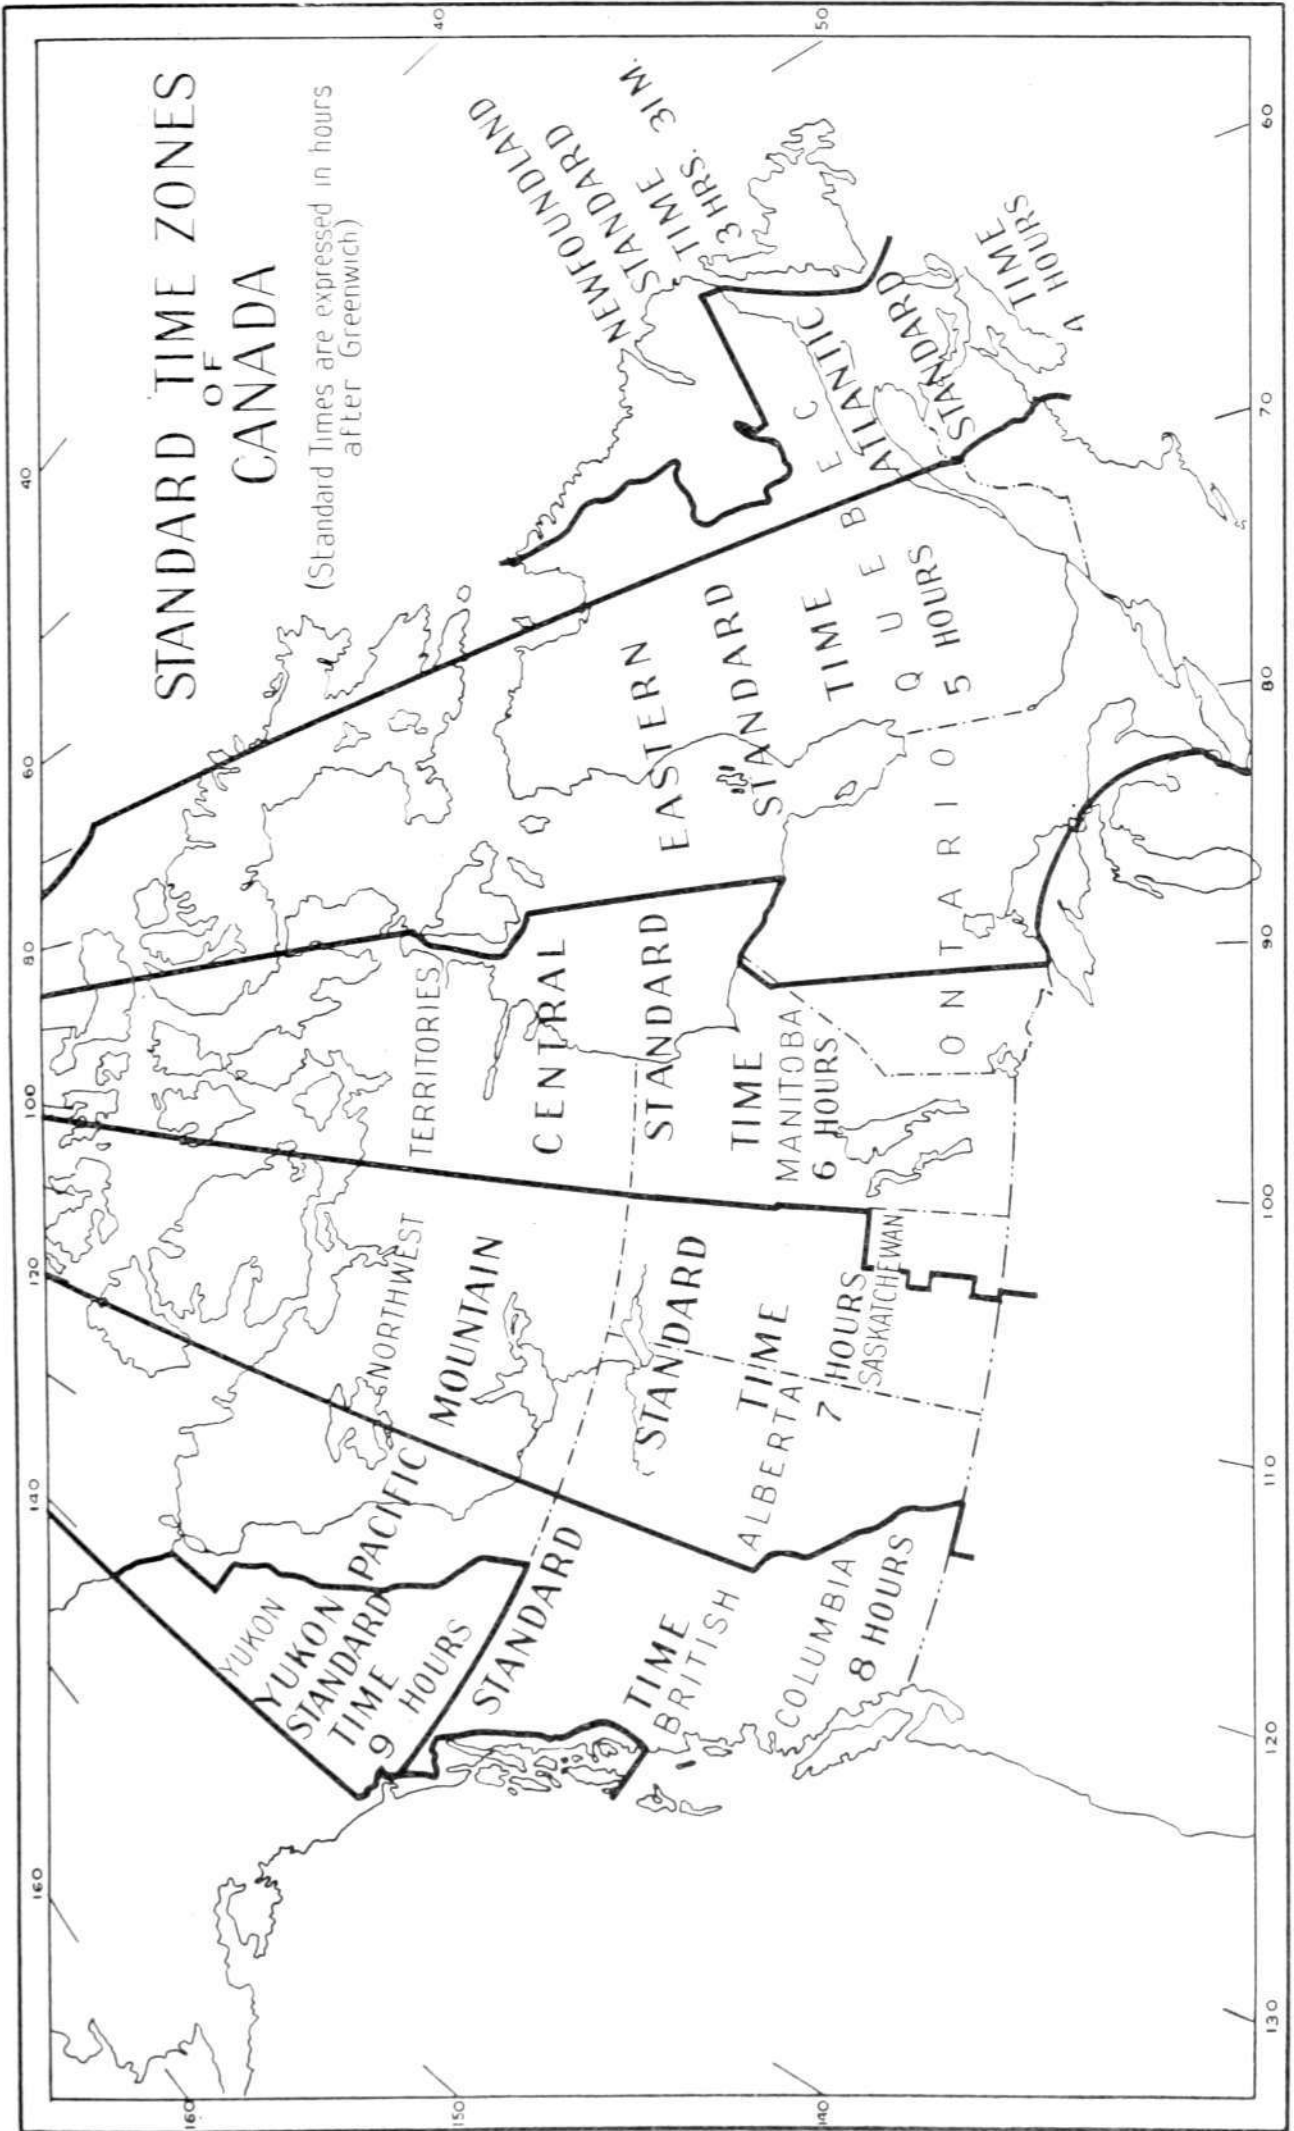 STANDARD TIME ZONES
OF
CANADA
(Standard Times are expressed in hours
after Greenwich)
160
140
120
100
80
60
40
40
50
60
70
80
90
100
110
120
130
140
150
160
YUKON
YUKON
STANDARD
TIME
9 HOURS
PACIFIC
STANDARD
TIME
BRITISH
COLUMBIA
8 HOURS
NORTHWEST
TERRITORIES
MOUNTAIN
STANDARD
TIME
ALBERTA
7 HOURS
SASKATCHEWAN
CENTRAL
STANDARD
TIME
MANITOBA
6 HOURS
ONTARIO
EASTERN
STANDARD
TIME
QUEBEC
5 HOURS
ATLANTIC
STANDARD
TIME
4 HOURS
NEWFOUNDLAND
STANDARD
TIME
3 HRS. 31M.